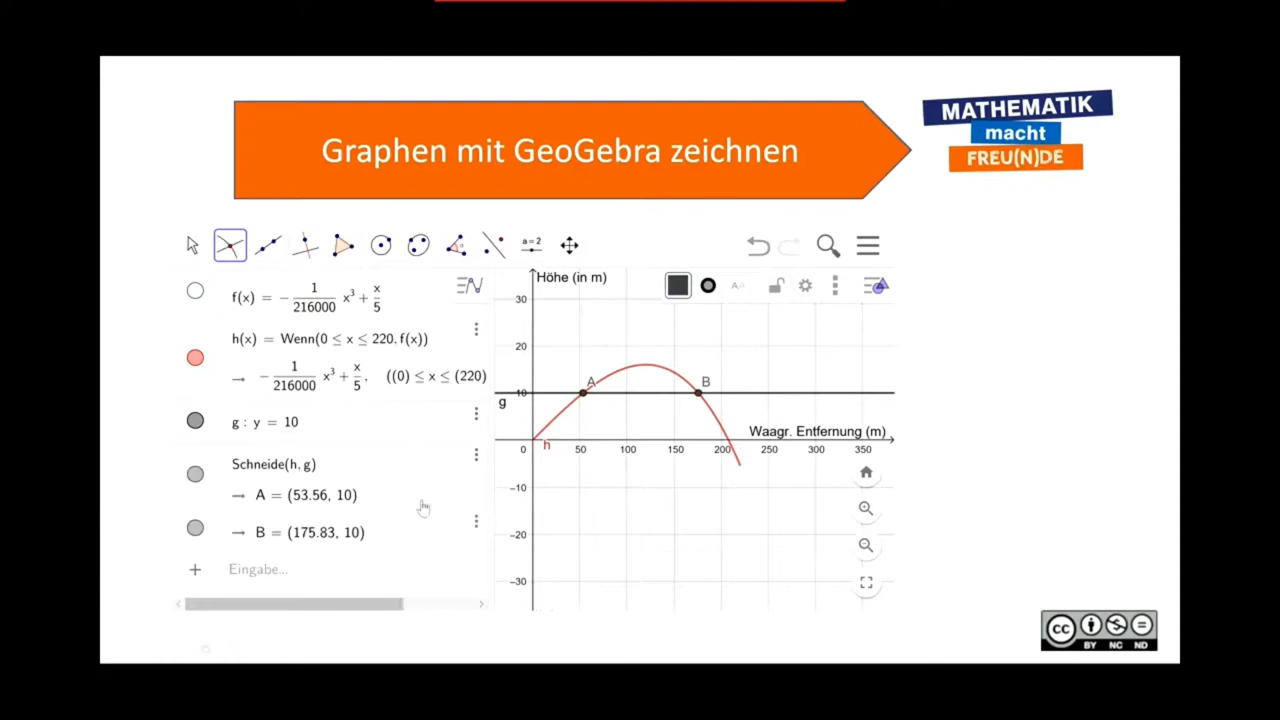 Graphen mit GeoGebra zeichnen
MATHEMATIK
macht
FREU(N)DE
a = 2
f(x) = − 1/216000 x³ + x/5
h(x) = Wenn(0 ≤ x ≤ 220, f(x))
→ − 1/216000 x³ + x/5, ((0) ≤ x ≤ (220)
g : y = 10
Schneide(h, g)
→ A = (53.56, 10)
→ B = (175.83, 10)
+ Eingabe...
Höhe (in m)
30
20
A
B
10
g
Waagr. Entfernung (m)
h
0 50 100 150 200 250 300 350
−10
−20
−30
CC
BY NC ND